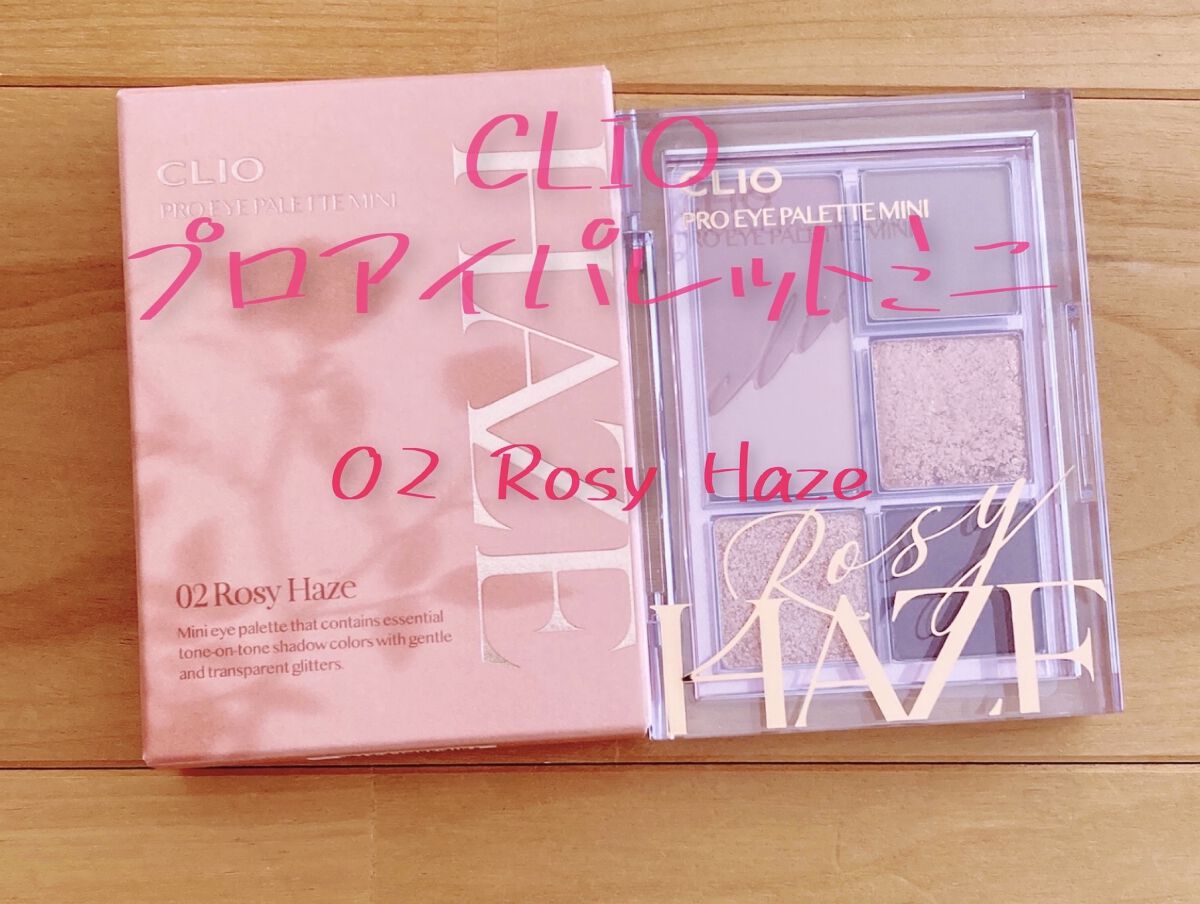 CLIO
プロアイパレットミニ
02 Rosy Haze
CLIO
PRO EYE PALETTE MINI
HAZE
02 Rosy Haze
Mini eye palette that contains essential
tone-on-tone shadow colors with gentle
and transparent glitters.
CLIO
PRO EYE PALETTE MINI
Rosy
HAZE